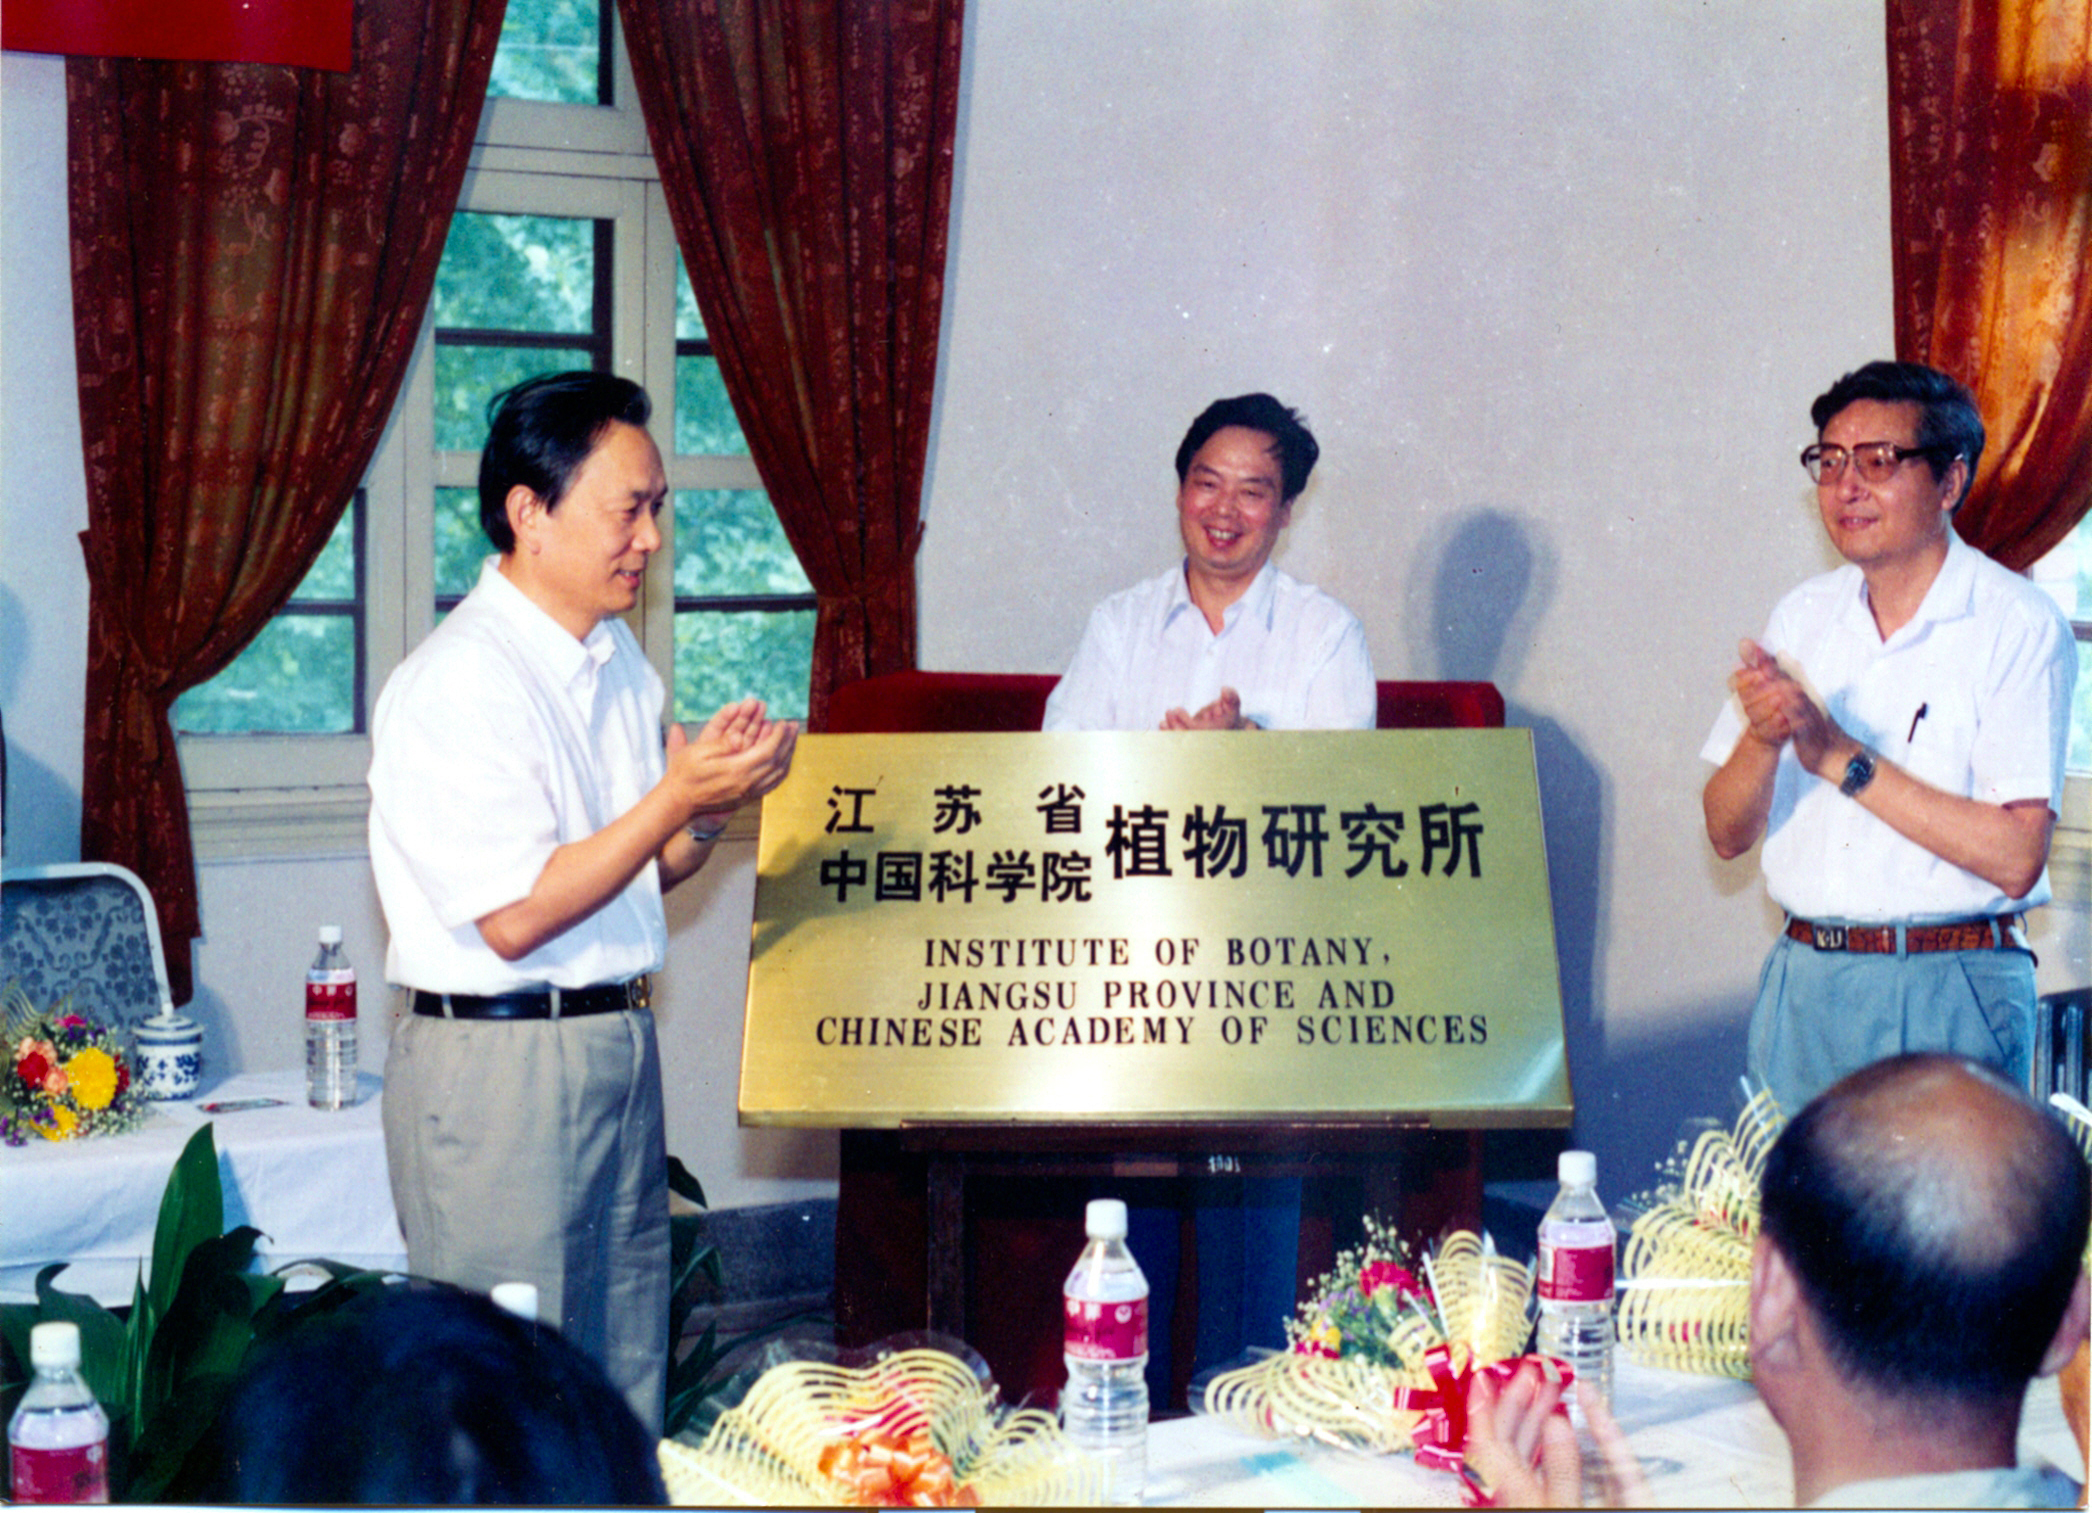 江苏省
中国科学院
植物研究所
INSTITUTE OF BOTANY,
JIANGSU PROVINCE AND
CHINESE ACADEMY OF SCIENCES